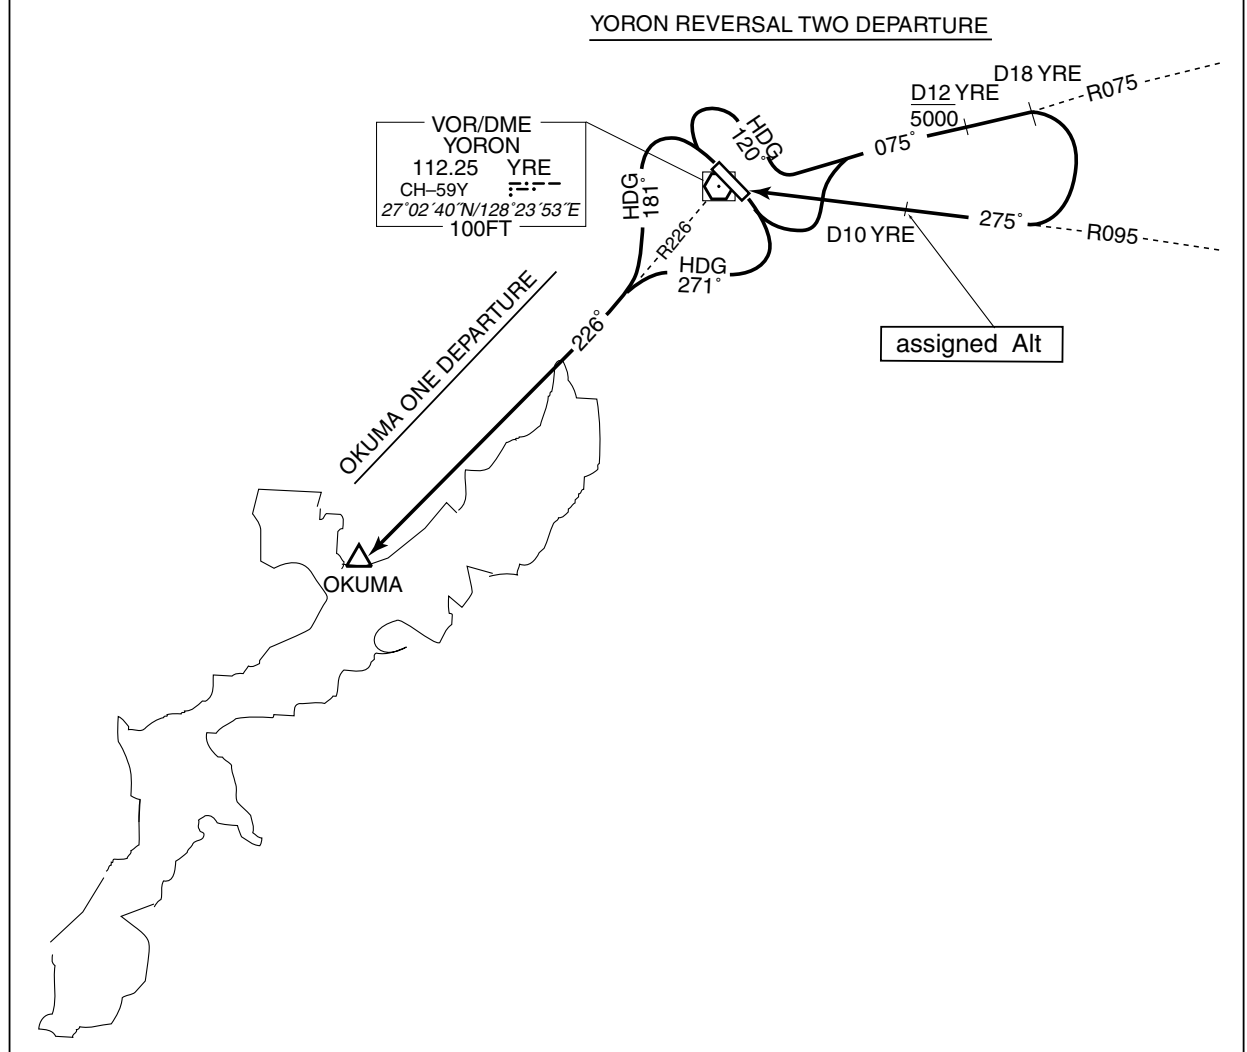 YORON REVERSAL TWO DEPARTURE
D18 YRE
R075
D12 YRE
5000
075°
HDG
120°
VOR/DME
YORON
112.25 YRE
CH–59Y
27°02´40˝N/128°23´53˝E
100FT
HDG
181°
R226
HDG
271°
D10 YRE
275°
R095
assigned Alt
226°
OKUMA ONE DEPARTURE
OKUMA